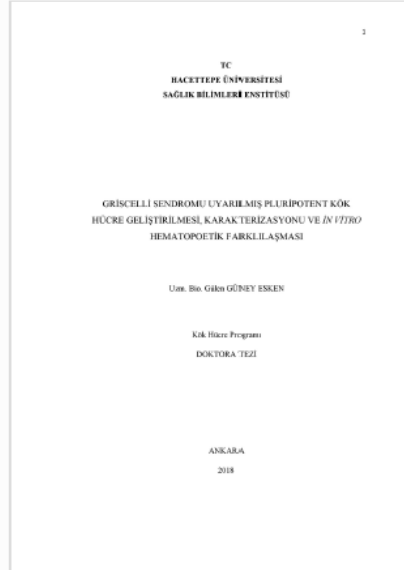 TC
HACETTEPE ÜNİVERSİTESİ
SAĞLIK BİLİMLERİ ENSTİTÜSÜ
GRİSCELLİ SENDROMU UYARILMIŞ PLURİPOTENT KÖK
HÜCRE GELİŞTİRİLMESİ, KARAKTERİZASYONU VE İN VİTRO
HEMATOPOETİK FARKLILAŞMASI
Uzm. Bio. Gülen GÜNEY ESKEN
Kök Hücre Programı
DOKTORA TEZİ
ANKARA
2018